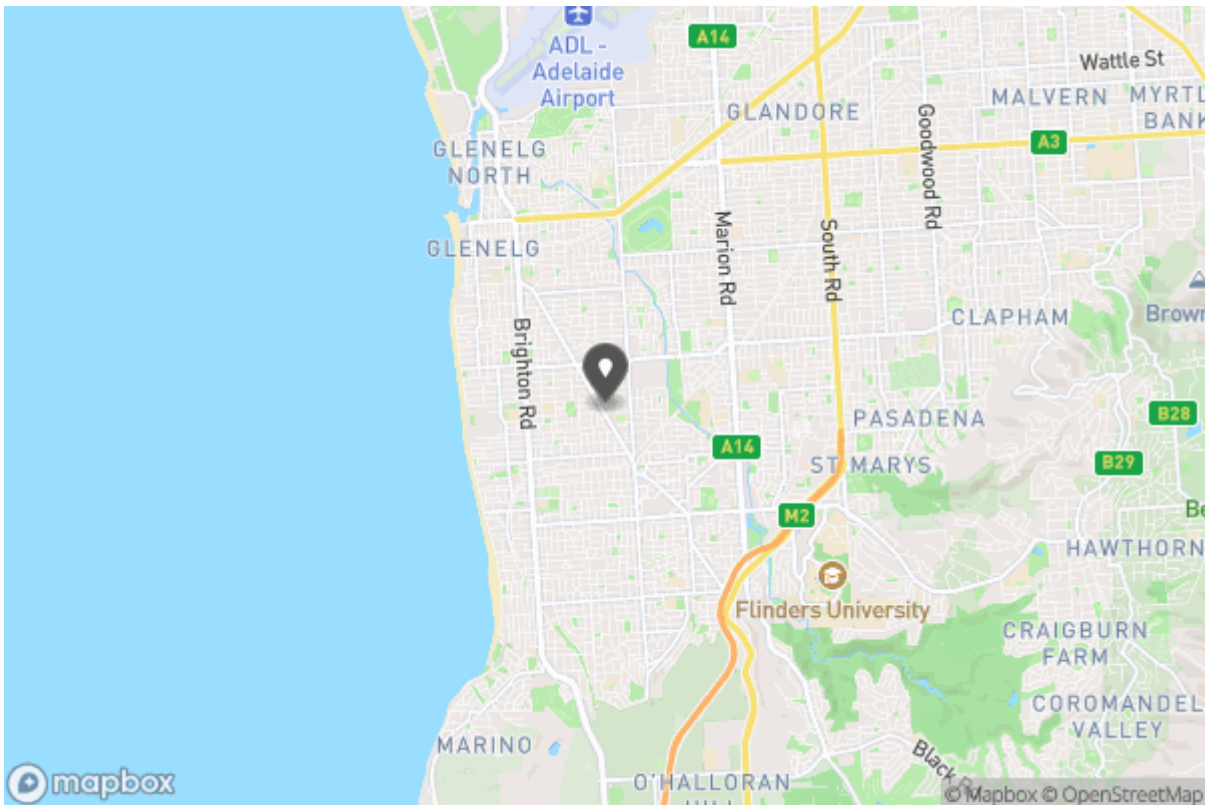 A14
ADL -
Adelaide
Airport
Wattle St
MALVERN
MYRTL
BANK
GLANDORE
Goodwood Rd
A3
GLENELG
NORTH
GLENELG
Marion Rd
South Rd
CLAPHAM
Brown
Brighton Rd
PASADENA
B28
A14
ST MARYS
B29
M2
Be
HAWTHORN
Flinders University
CRAIGBURN
FARM
COROMANDEL
VALLEY
MARINO
Black
O'HALLORAN
mapbox
© Mapbox © OpenStreetMap